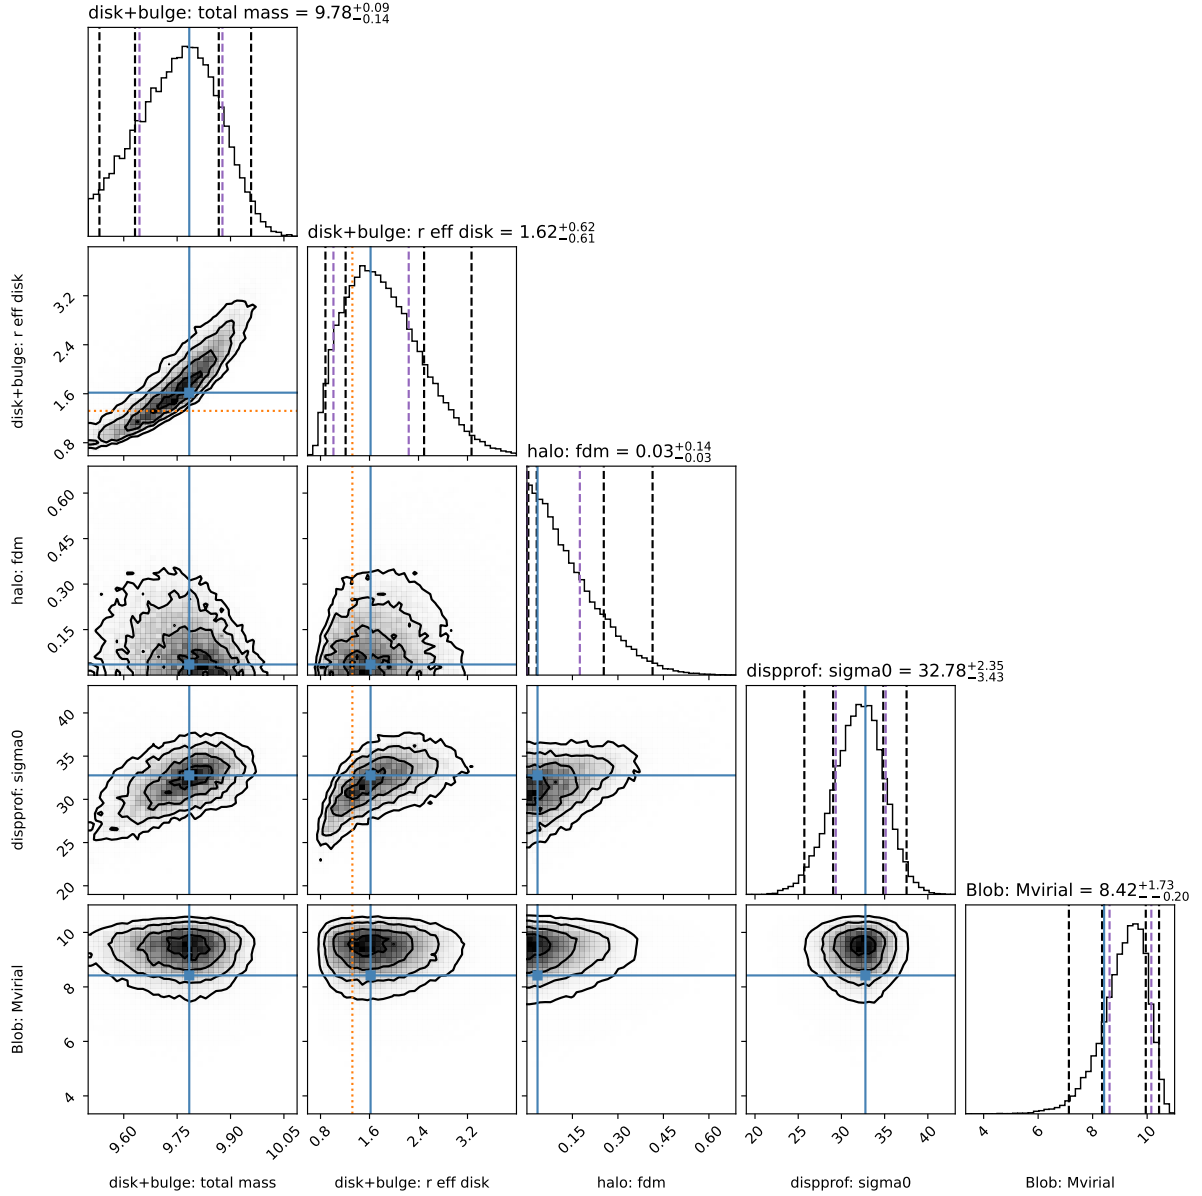 disk+bulge: total mass = 9.78+0.09−0.14
disk+bulge: r eff disk = 1.62+0.62−0.61
halo: fdm = 0.03+0.14−0.03
dispprof: sigma0 = 32.78+2.35−3.43
Blob: Mvirial = 8.42+1.73−−0.20
disk+bulge: r eff disk
3.2
2.4
1.6
0.8
halo: fdm
0.60
0.45
0.30
0.15
dispprof: sigma0
40
35
30
25
20
Blob: Mvirial
10
8
6
4
9.60 9.75 9.90 10.05 0.8 1.6 2.4 3.2 0.15 0.30 0.45 0.60 20 25 30 35 40 4 6 8 10
disk+bulge: total mass disk+bulge: r eff disk halo: fdm dispprof: sigma0 Blob: Mvirial